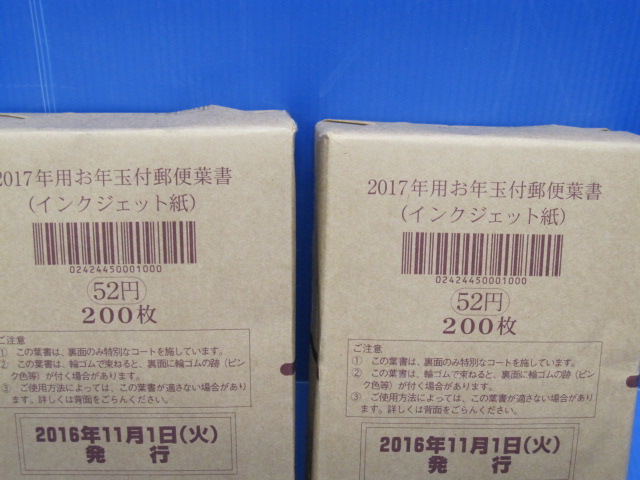 2017年用お年玉付郵便葉書
(インクジェット紙)
02424450001000
52円
200枚
ご注意
① この葉書は、裏面のみ特別なコートを施しています。
② この葉書は、輪ゴムで束ねると、裏面に輪ゴムの跡(ピン
ク色等)が付く場合があります。
③ ご使用方法によっては、この葉書が適さない場合があり
ます。詳しくは背面をごらんください。
2016年11月1日(火)
発 行
2017年用お年玉付郵便葉書
(インクジェット紙)
02424450001000
52円
200枚
ご注意
① この葉書は、裏面のみ特別なコートを施しています。
② この葉書は、輪ゴムで束ねると、裏面に輪ゴムの跡(ピン
ク色等)が付く場合があります。
③ ご使用方法によっては、この葉書が適さない場合があり
ます。詳しくは背面をごらんください。
2016年11月1日(火)
発 行